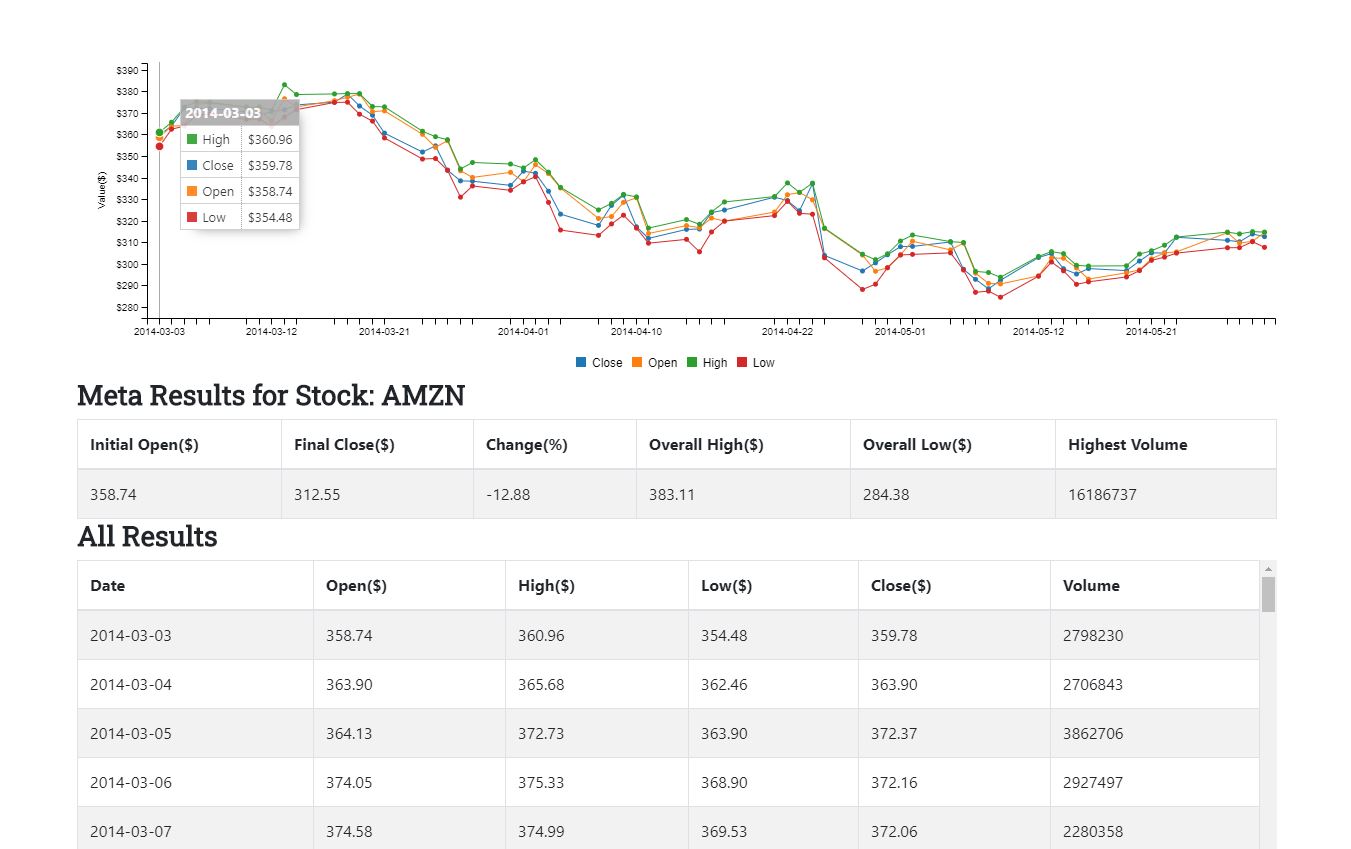 $390
$380
$370
$360
$350
$340
$330
$320
$310
$300
$290
$280
Value($)
2014-03-03
High $360.96
Close $359.78
Open $358.74
Low $354.48
2014-03-03 2014-03-12 2014-03-21 2014-04-01 2014-04-10 2014-04-22 2014-05-01 2014-05-12 2014-05-21
Close Open High Low
Meta Results for Stock: AMZN
Initial Open($) Final Close($) Change(%) Overall High($) Overall Low($) Highest Volume
358.74 312.55 -12.88 383.11 284.38 16186737
All Results
Date Open($) High($) Low($) Close($) Volume
2014-03-03 358.74 360.96 354.48 359.78 2798230
2014-03-04 363.90 365.68 362.46 363.90 2706843
2014-03-05 364.13 372.73 363.90 372.37 3862706
2014-03-06 374.05 375.33 368.90 372.16 2927497
2014-03-07 374.58 374.99 369.53 372.06 2280358